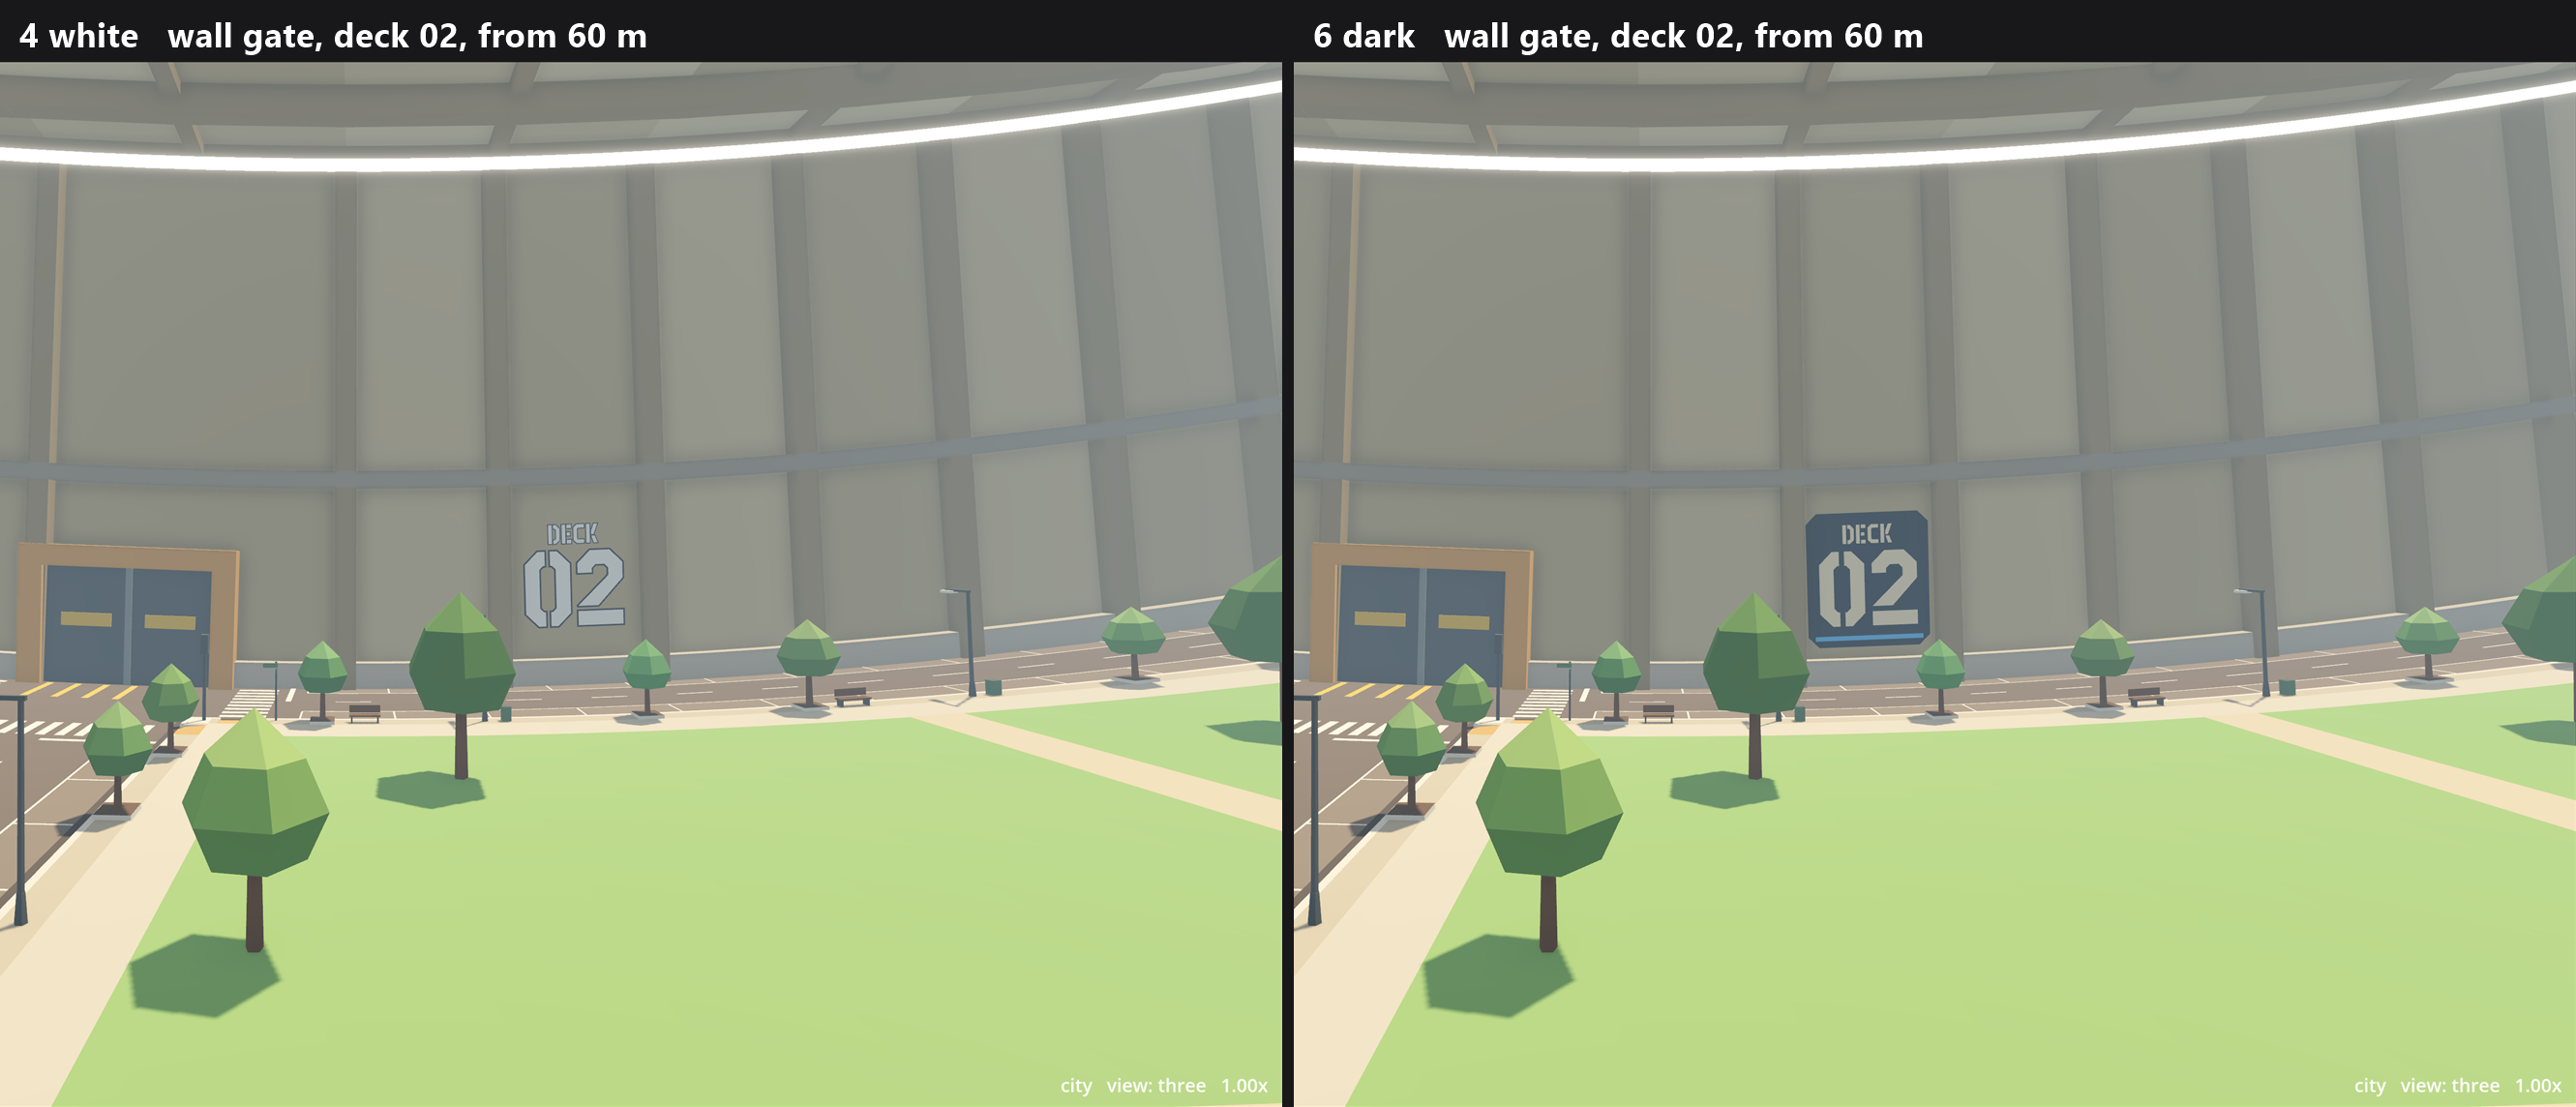 4 white   wall gate, deck 02, from 60 m
DECK
02
city   view: three   1.00x
6 dark   wall gate, deck 02, from 60 m
DECK
02
city   view: three   1.00x